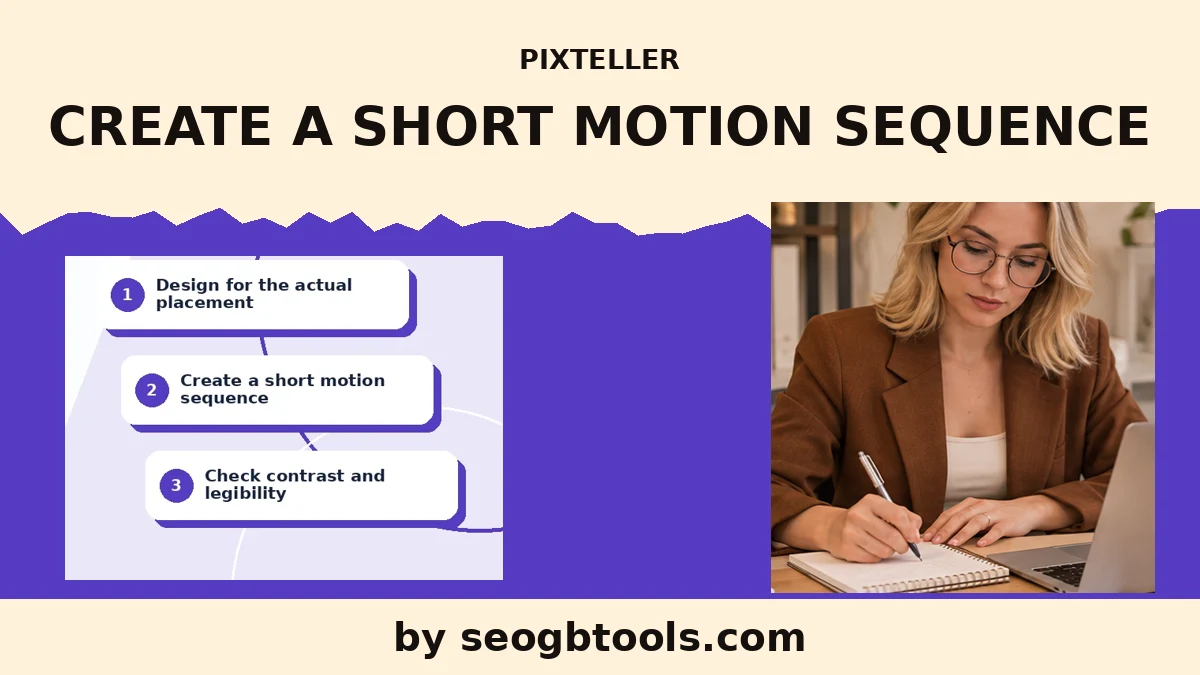 PIXTELLER
CREATE A SHORT MOTION SEQUENCE
1 Design for the actual
placement
2 Create a short motion
sequence
3 Check contrast and
legibility
by seogbtools.com